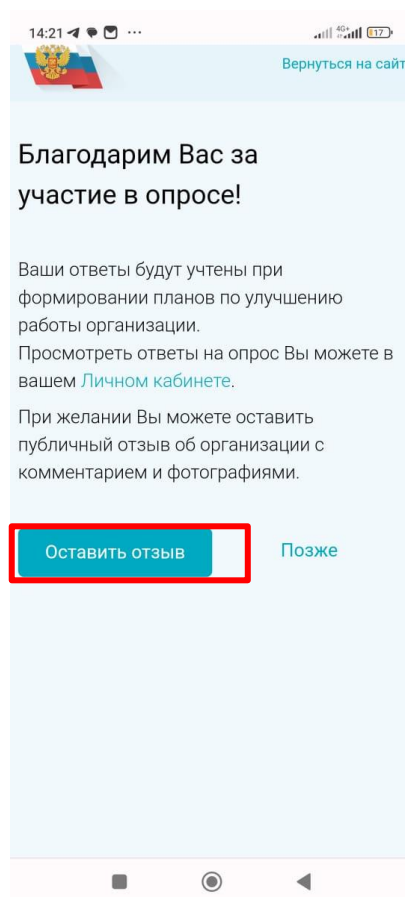 14:21 ... 4G+ 17
Вернуться на сайт
Благодарим Вас за
участие в опросе!
Ваши ответы будут учтены при
формировании планов по улучшению
работы организации.
Просмотреть ответы на опрос Вы можете в
вашем Личном кабинете.
При желании Вы можете оставить
публичный отзыв об организации с
комментарием и фотографиями.
Оставить отзыв Позже